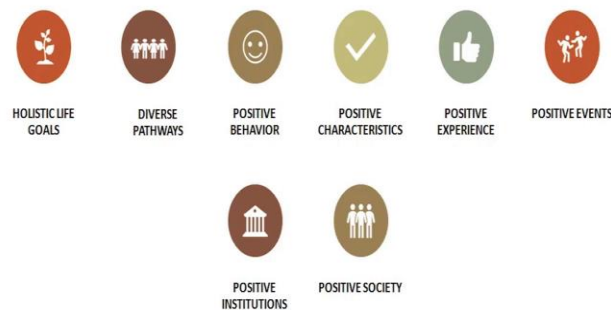 HOLISTIC LIFE
GOALS
DIVERSE
PATHWAYS
POSITIVE
BEHAVIOR
POSITIVE
CHARACTERISTICS
POSITIVE
EXPERIENCE
POSITIVE EVENTS
POSITIVE
INSTITUTIONS
POSITIVE SOCIETY